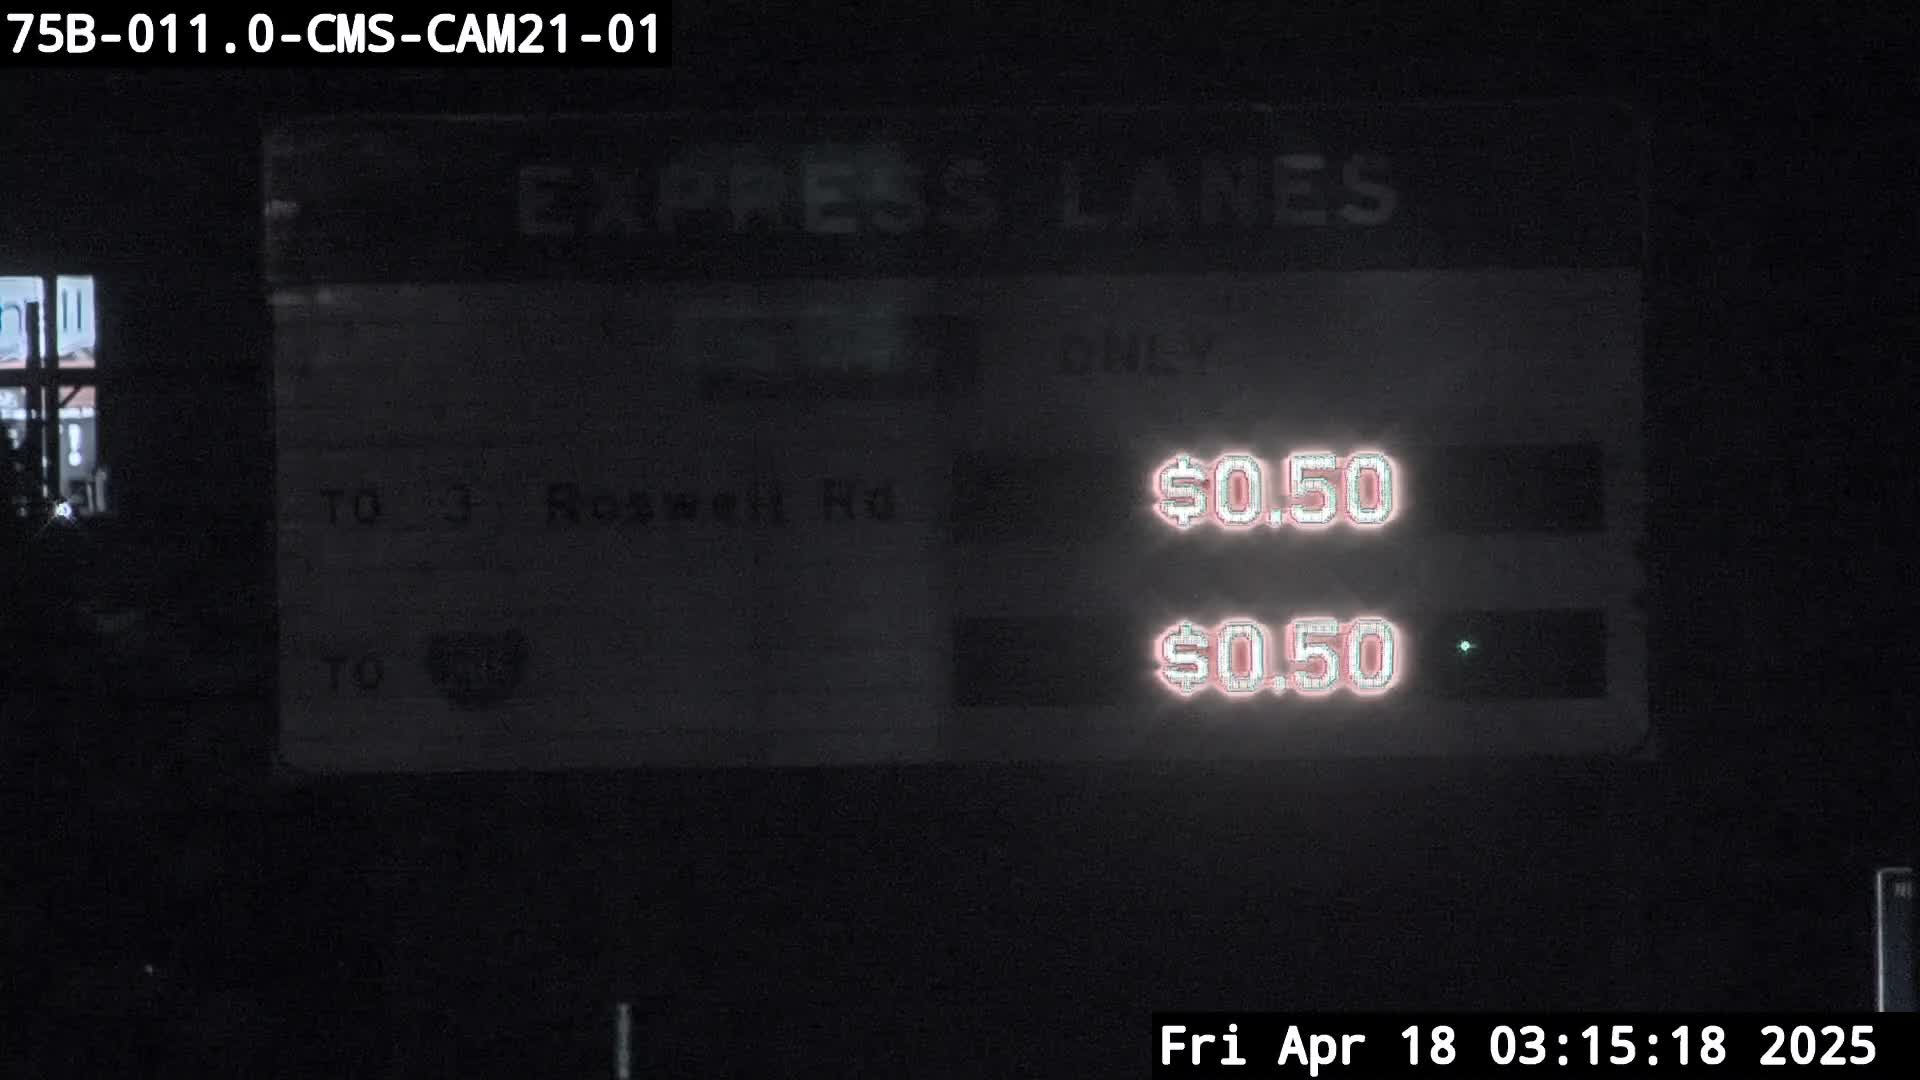 75B-011.0-CMS-CAM21-01
EXPRESS LANES
ONLY
TO 3 Roswell Rd $0.50
TO $0.50
Fri Apr 18 03:15:18 2025